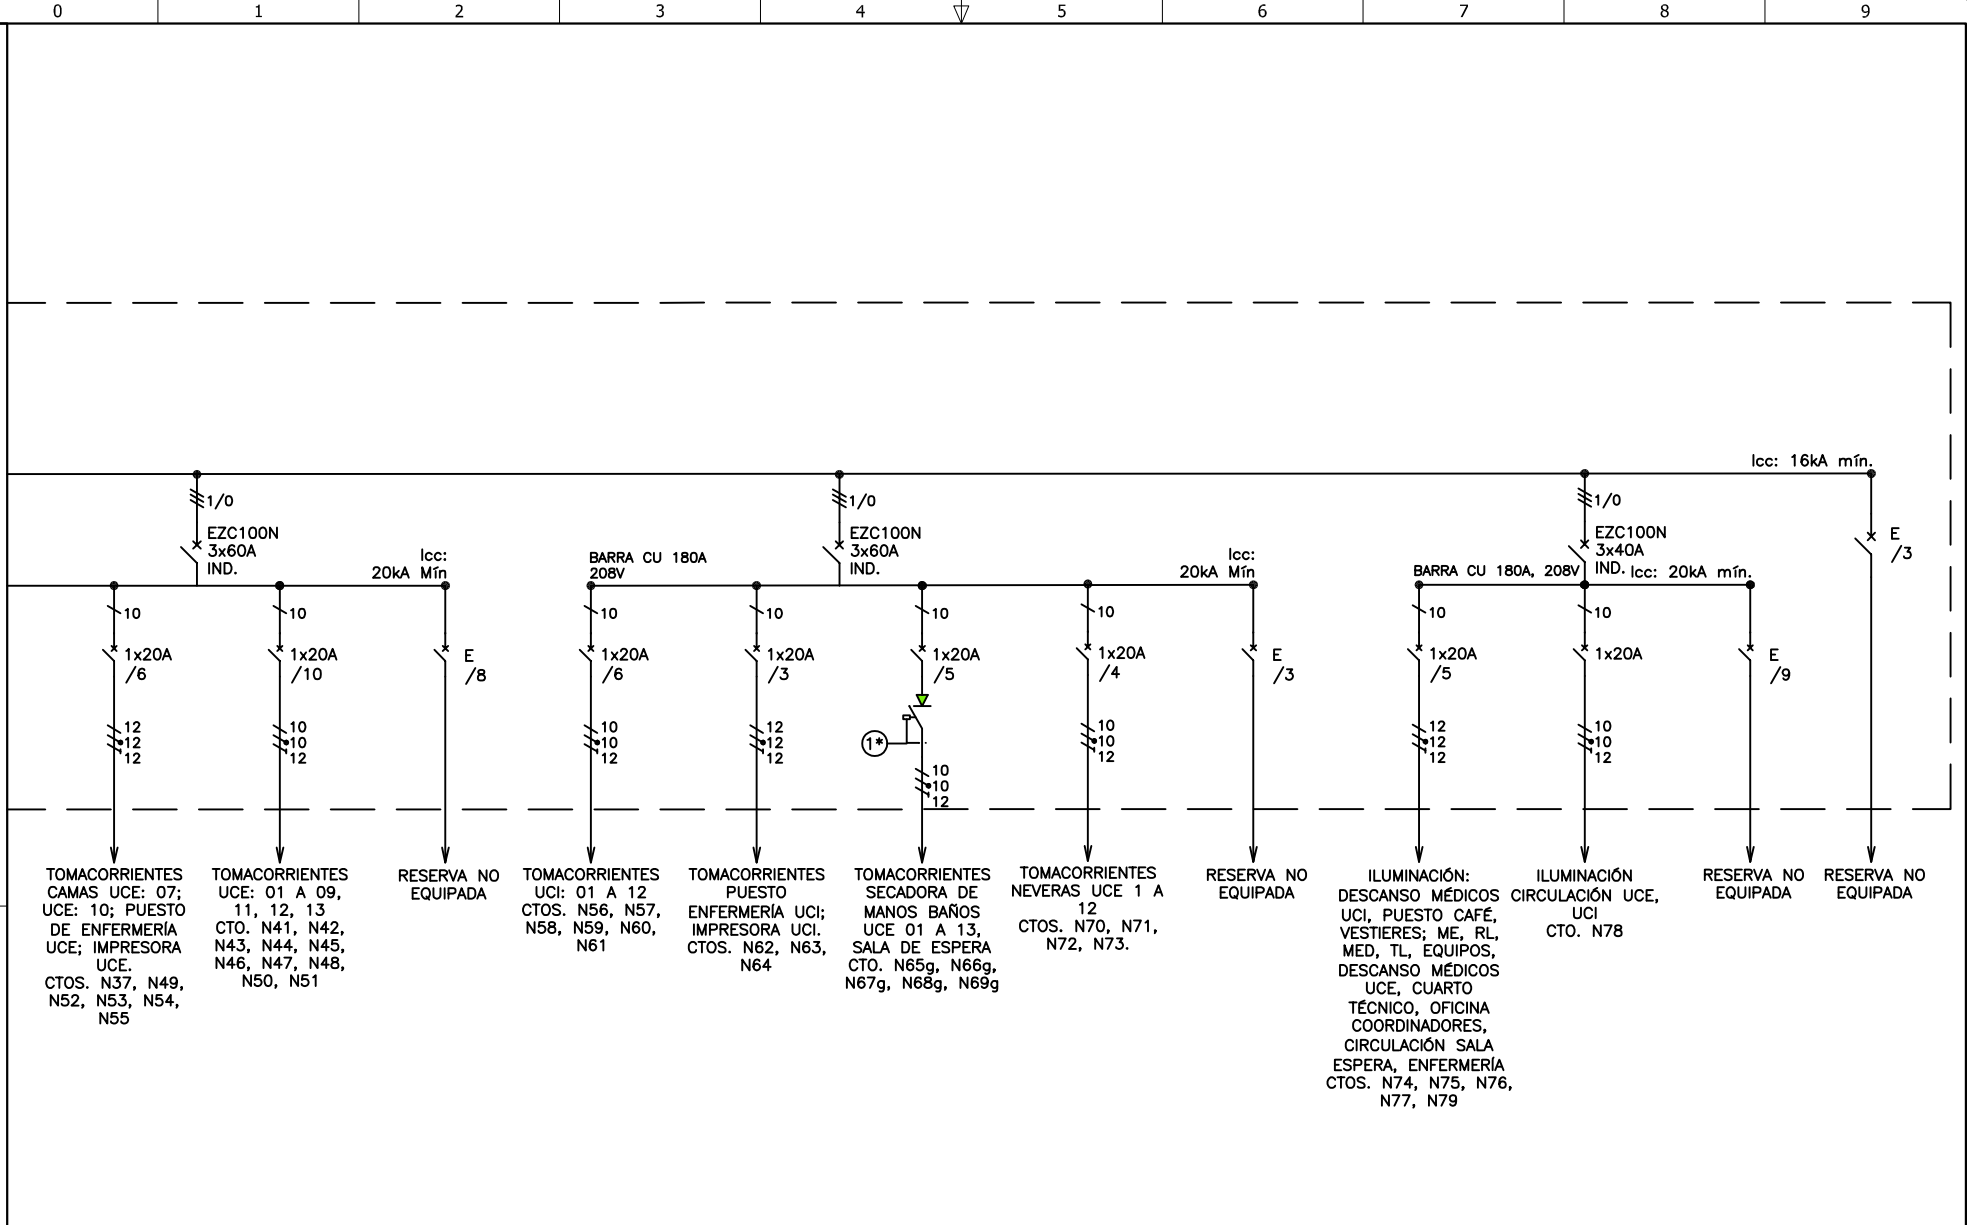 0 1 2 3 4 5 6 7 8 9
Icc: 16kA mín.
1/0
EZC100N
3x60A
IND.
1/0
EZC100N
3x60A
IND.
1/0
EZC100N
3x40A
IND.
E
/3
Icc:
20kA Mín
BARRA CU 180A
208V
Icc:
20kA Mín
BARRA CU 180A, 208V
Icc: 20kA mín.
10
1x20A
/6
12
12
12
10
1x20A
/10
10
10
12
E
/8
10
1x20A
/6
10
10
12
10
1x20A
/3
12
12
12
10
1x20A
/5
1*
10
10
12
10
1x20A
/4
10
10
12
E
/3
10
1x20A
/5
12
12
12
10
1x20A
10
10
12
E
/9
TOMACORRIENTES
CAMAS UCE: 07;
UCE: 10; PUESTO
DE ENFERMERÍA
UCE; IMPRESORA
UCE.
CTOS. N37, N49,
N52, N53, N54,
N55
TOMACORRIENTES
UCE: 01 A 09,
11, 12, 13
CTO. N41, N42,
N43, N44, N45,
N46, N47, N48,
N50, N51
RESERVA NO
EQUIPADA
TOMACORRIENTES
UCI: 01 A 12
CTOS. N56, N57,
N58, N59, N60,
N61
TOMACORRIENTES
PUESTO
ENFERMERÍA UCI;
IMPRESORA UCI.
CTOS. N62, N63,
N64
TOMACORRIENTES
SECADORA DE
MANOS BAÑOS
UCE 01 A 13,
SALA DE ESPERA
CTO. N65g, N66g,
N67g, N68g, N69g
TOMACORRIENTES
NEVERAS UCE 1 A
12
CTOS. N70, N71,
N72, N73.
RESERVA NO
EQUIPADA
ILUMINACIÓN:
DESCANSO MÉDICOS
UCI, PUESTO CAFÉ,
VESTIERES; ME, RL,
MED, TL, EQUIPOS,
DESCANSO MÉDICOS
UCE, CUARTO
TÉCNICO, OFICINA
COORDINADORES,
CIRCULACIÓN SALA
ESPERA, ENFERMERÍA
CTOS. N74, N75, N76,
N77, N79
ILUMINACIÓN
CIRCULACIÓN UCE,
UCI
CTO. N78
RESERVA NO
EQUIPADA
RESERVA NO
EQUIPADA